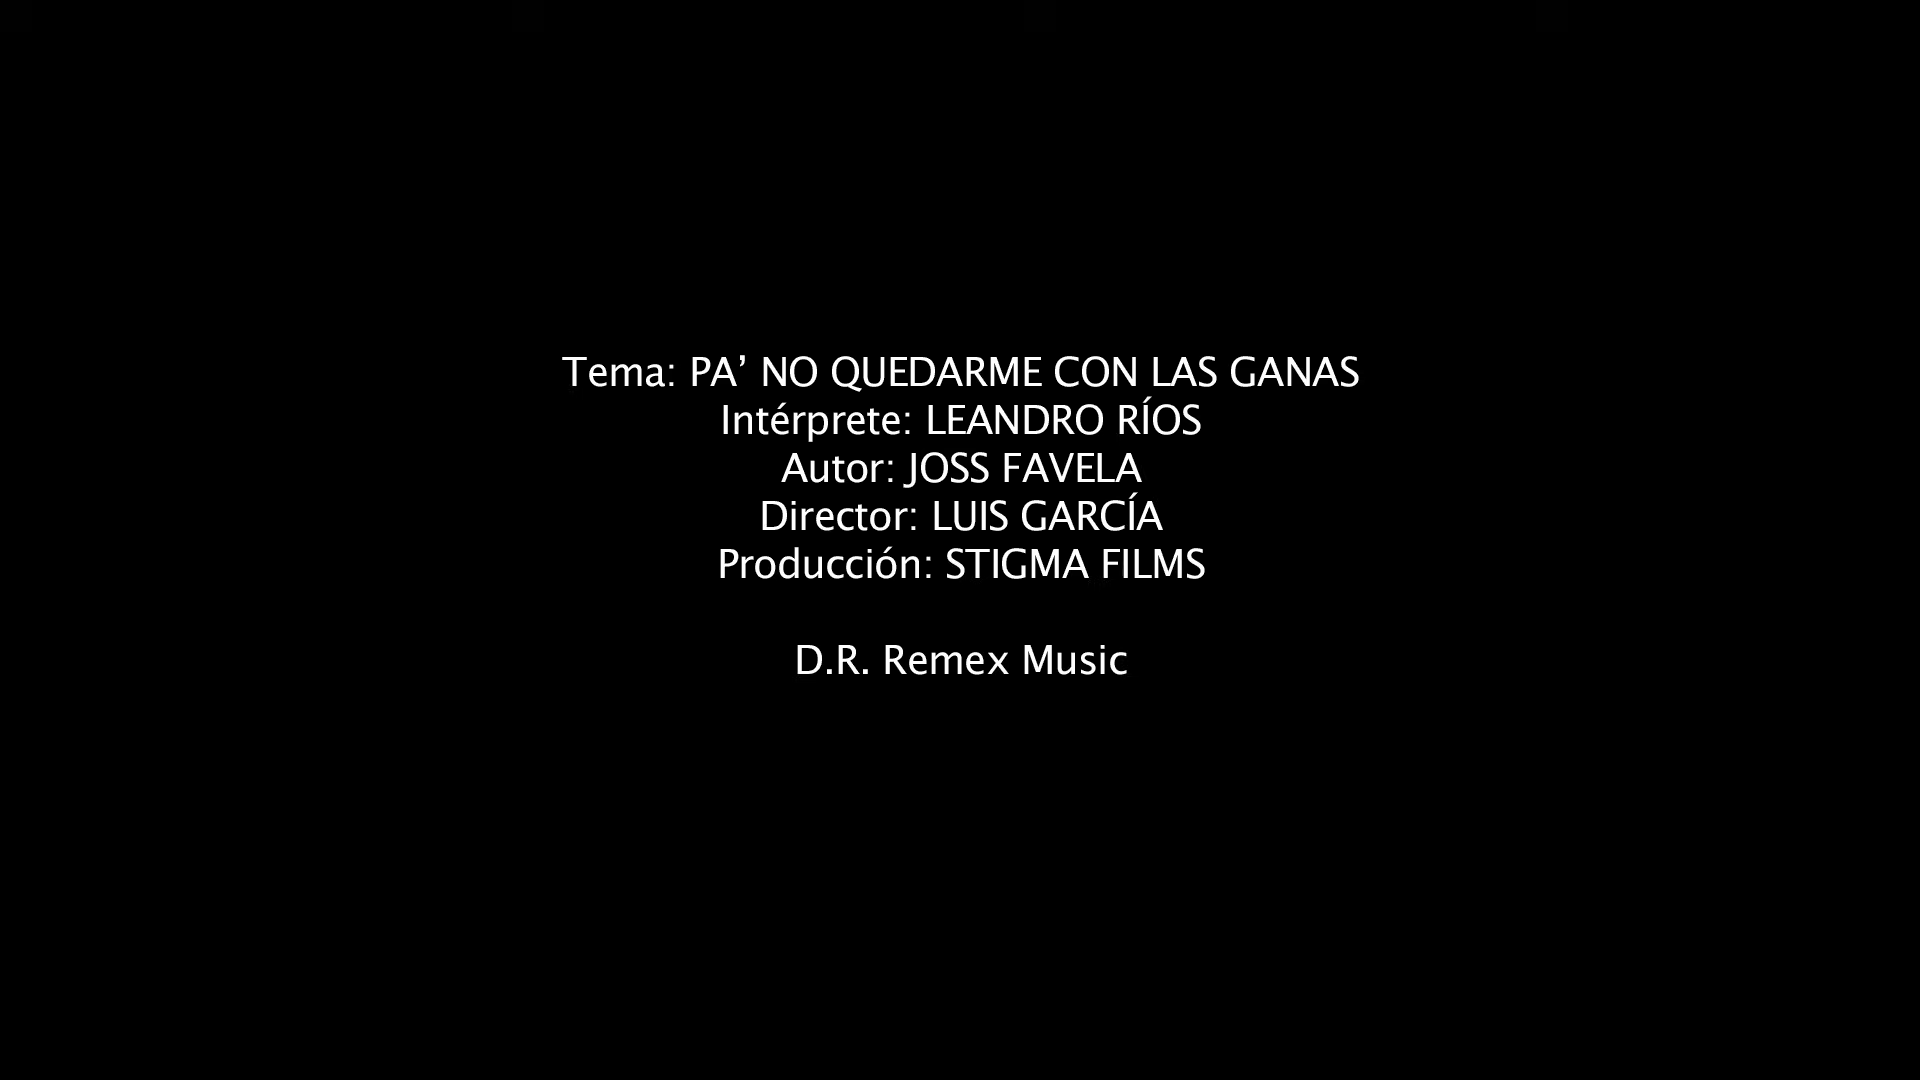 Tema: PA’ NO QUEDARME CON LAS GANAS
Intérprete: LEANDRO RÍOS
Autor: JOSS FAVELA
Director: LUIS GARCÍA
Producción: STIGMA FILMS
D.R. Remex Music